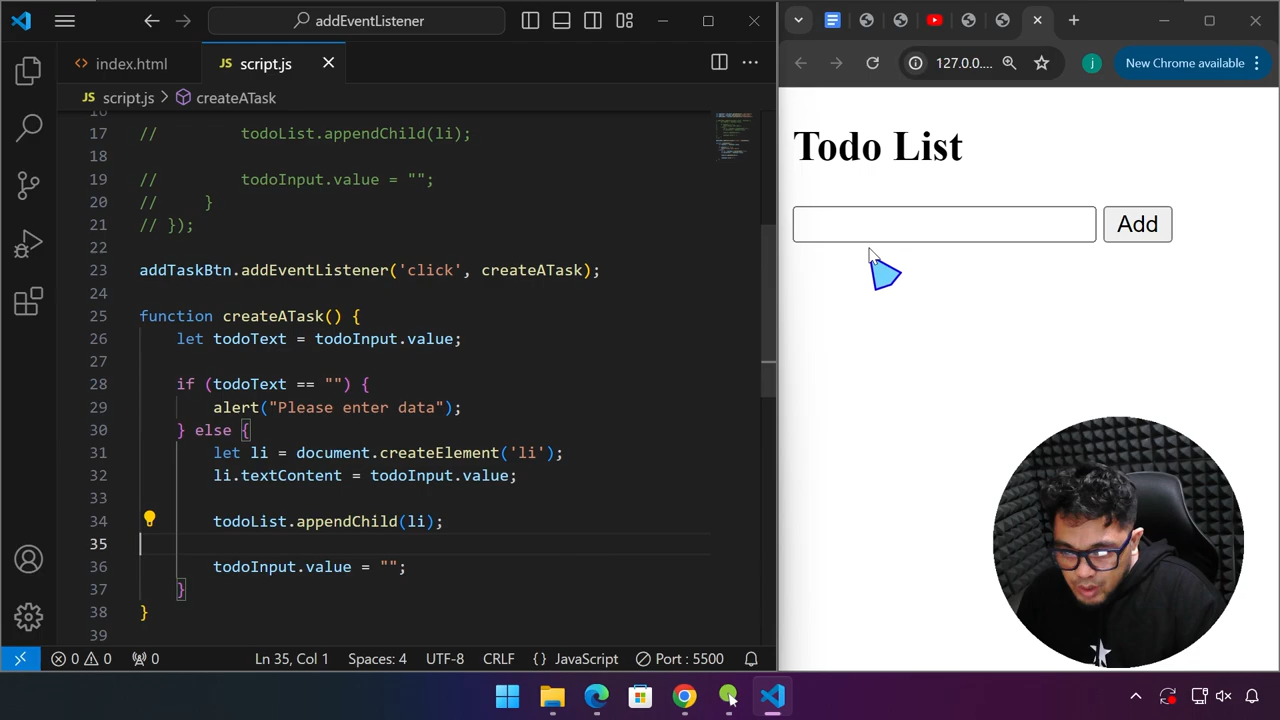 addEventListener
index.html
JS script.js
JS script.js > createATask
16
17 // todoList.appendChild(li);
18
19 // todoInput.value = "";
20 // }
21 // });
22
23 addTaskBtn.addEventListener('click', createATask);
24
25 function createATask() {
26 let todoText = todoInput.value;
27
28 if (todoText == "") {
29 alert("Please enter data");
30 } else {
31 let li = document.createElement('li');
32 li.textContent = todoInput.value;
33
34 todoList.appendChild(li);
35
36 todoInput.value = "";
37 }
38 }
39
0 0 0 Ln 35, Col 1 Spaces: 4 UTF-8 CRLF {} JavaScript Port : 5500
127.0.0.... j New Chrome available
Todo List
Add